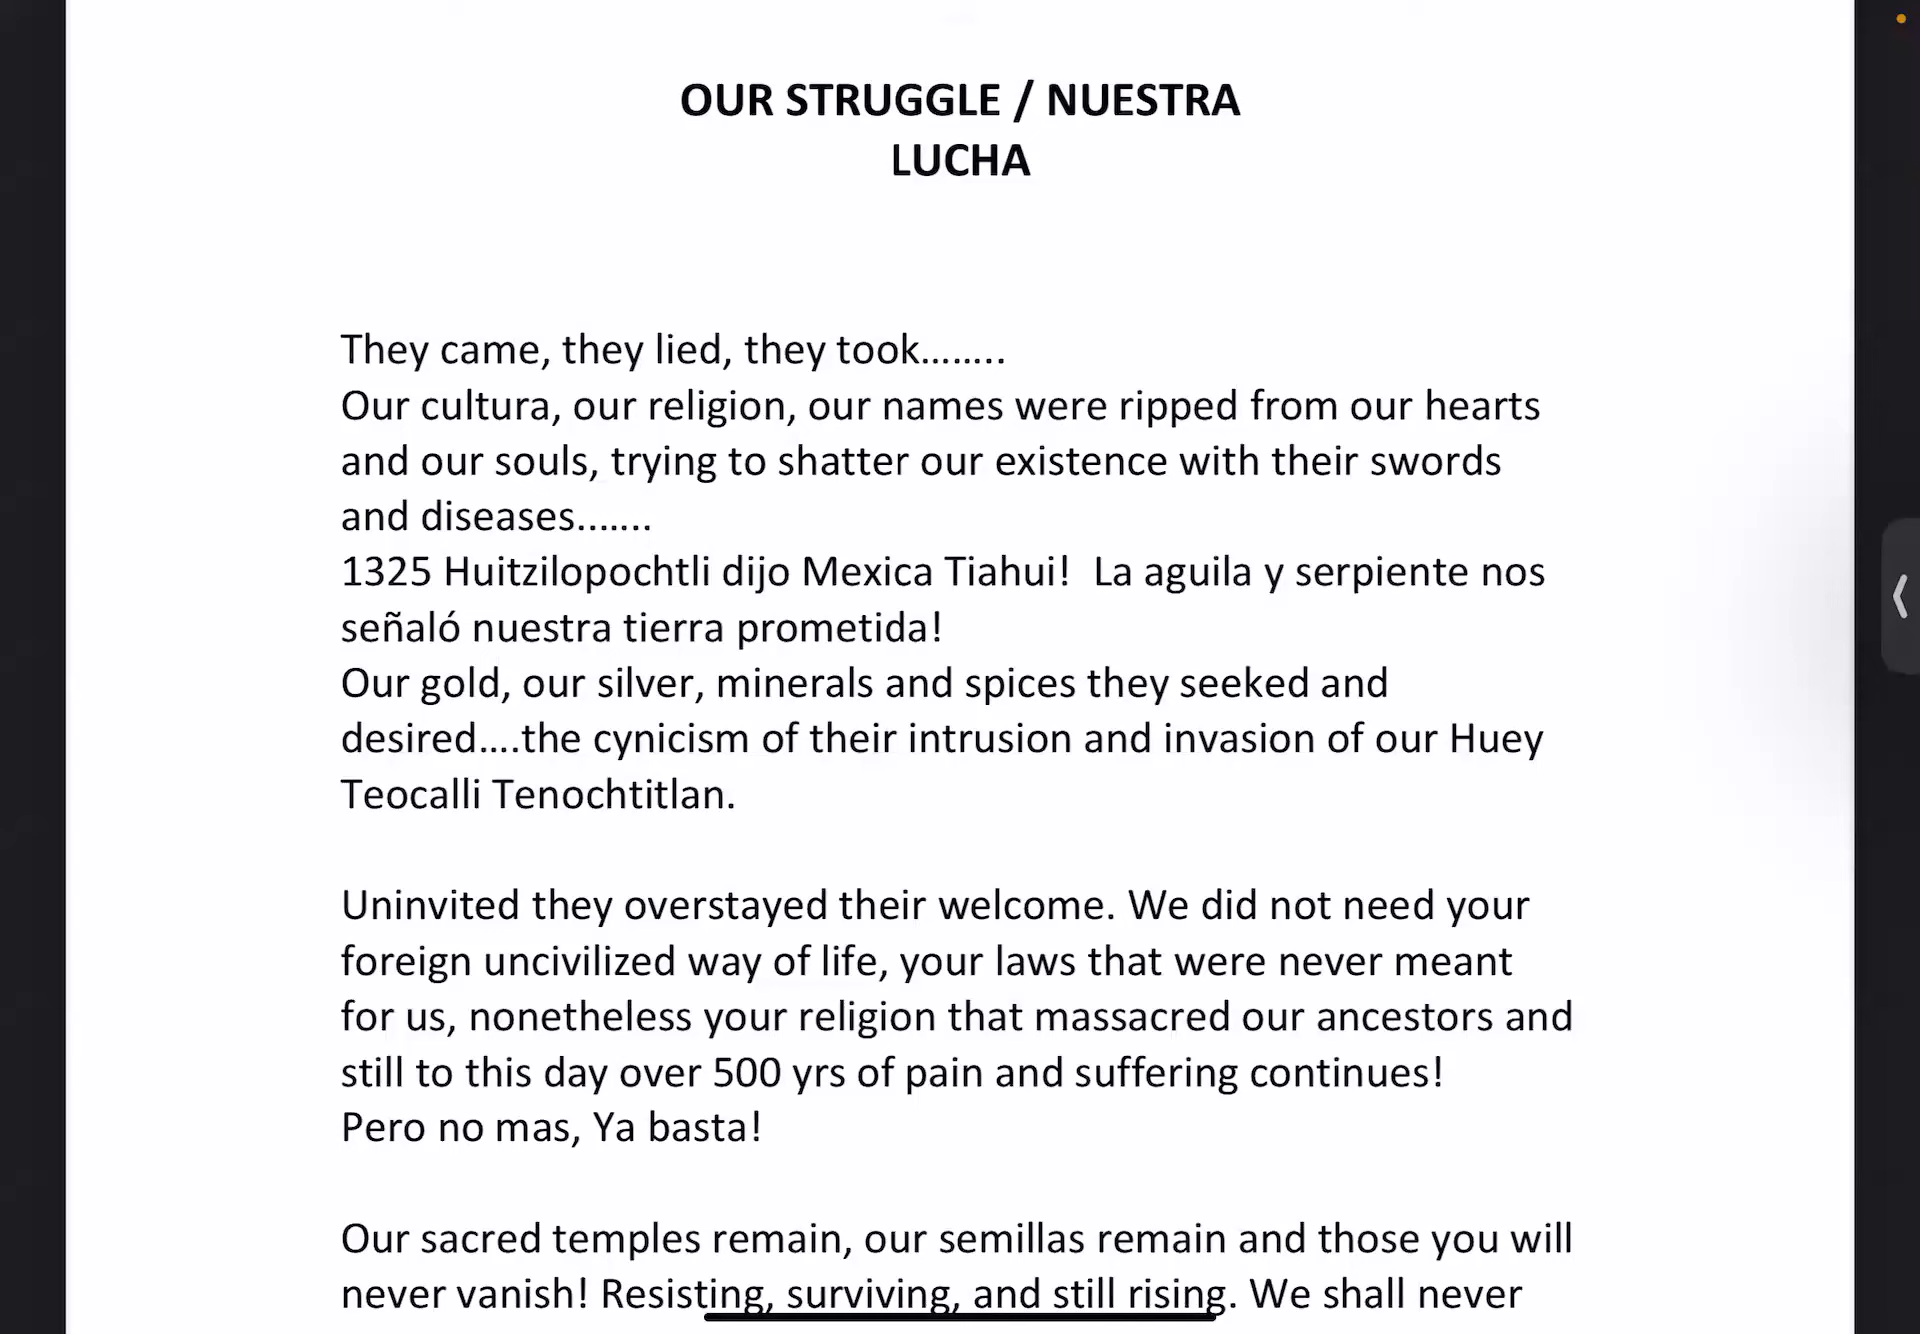 OUR STRUGGLE / NUESTRA
LUCHA
They came, they lied, they took........
Our cultura, our religion, our names were ripped from our hearts
and our souls, trying to shatter our existence with their swords
and diseases.......
1325 Huitzilopochtli dijo Mexica Tiahui!  La aguila y serpiente nos
señaló nuestra tierra prometida!
Our gold, our silver, minerals and spices they seeked and
desired....the cynicism of their intrusion and invasion of our Huey
Teocalli Tenochtitlan.
Uninvited they overstayed their welcome. We did not need your
foreign uncivilized way of life, your laws that were never meant
for us, nonetheless your religion that massacred our ancestors and
still to this day over 500 yrs of pain and suffering continues!
Pero no mas, Ya basta!
Our sacred temples remain, our semillas remain and those you will
never vanish! Resisting, surviving, and still rising. We shall never